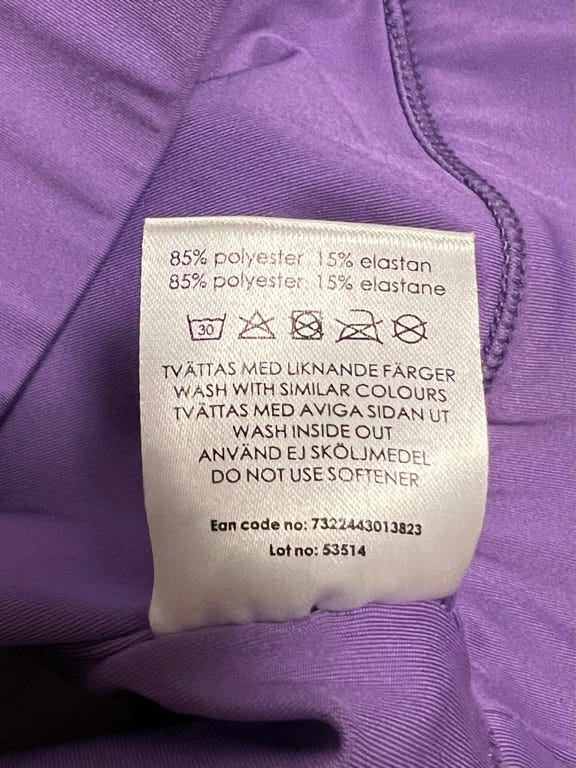 85% polyester 15% elastan
85% polyester 15% elastane
30
TVÄTTAS MED LIKNANDE FÄRGER
WASH WITH SIMILAR COLOURS
TVÄTTAS MED AVIGA SIDAN UT
WASH INSIDE OUT
ANVÄND EJ SKÖLJMEDEL
DO NOT USE SOFTENER
Ean code no: 7322443013823
Lot no: 53514